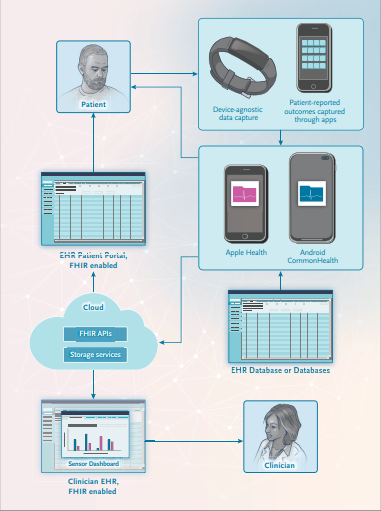 Patient
Device-agnostic
data capture
Patient-reported
outcomes captured
through apps
Apple Health
Android
CommonHealth
EHR Patient Portal,
FHIR enabled
Cloud
FHIR APIs
Storage services
EHR Database or Databases
Sensor Dashboard
Clinician EHR,
FHIR enabled
Clinician